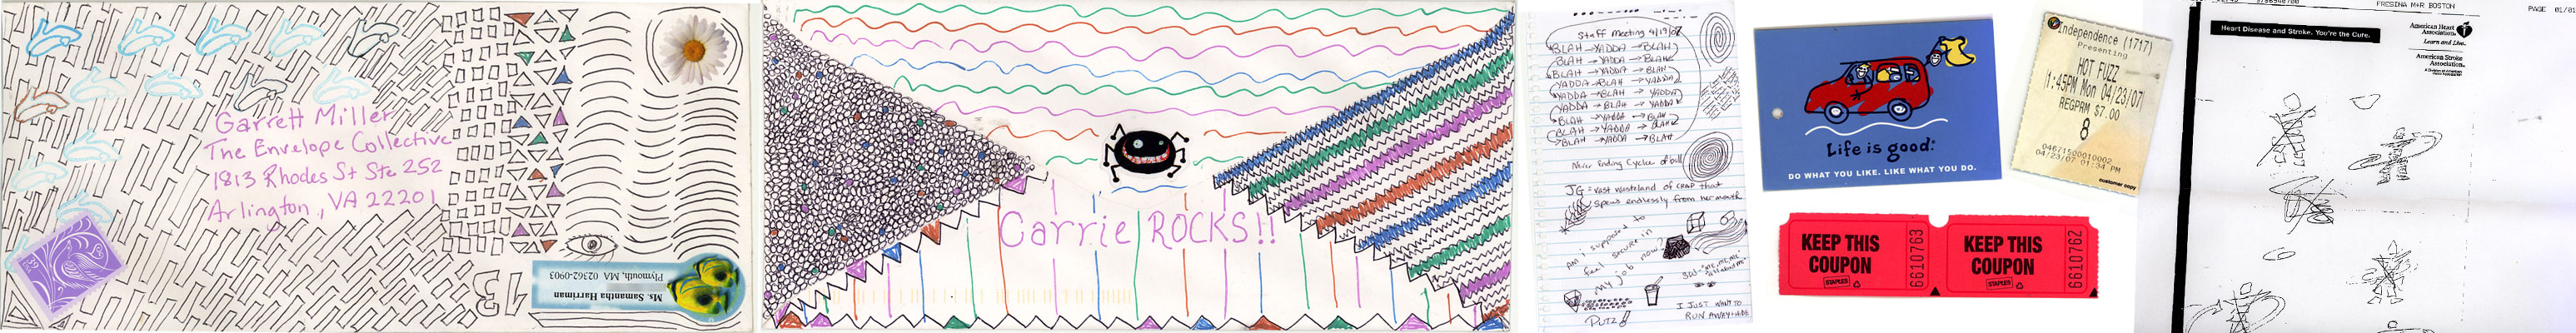 Garrett Miller
The Envelope Collective
1813 Rhodes St Ste 252
Arlington, VA 22201
39
13
Ms. Samantha Harriman
Plymouth, MA 02362-0903
Carrie ROCKS!!
Staff Meeting 4/19/07
BLAH → YADDA → BLAH
BLAH → YADDA → BLAH
BLAH → YADDA → BLAH
YADDA → BLAH → YADDA
YADDA → BLAH → YADDA
YADDA → BLAH → YADDA
BLAH → YADDA → BLAH
BLAH → YADDA → BLAH
BLAH → YADDA → BLAH
Never Ending Cycle of
JG = vast wasteland of CRAP that
spews endlessly from her mouth
Am I supposed to
feel secure in
my job now?
I JUST WANT TO
RUN AWAY + HIDE
PUTZ!
Life is good.
DO WHAT YOU LIKE. LIKE WHAT YOU DO.
Independence (1717)
Presenting
HOT FUZZ
1:45PM Mon 04/23/07
REGPRM $7.00
8
04671500010002
04/23/07 01:34 PM
customer copy
KEEP THIS
COUPON
STAPLES
6610763
KEEP THIS
COUPON
STAPLES
6610762
FRESINA M+R BOSTON
PAGE 01/01
Heart Disease and Stroke. You're the Cure.
American Heart
Association
Learn and Live.
American Stroke
Association